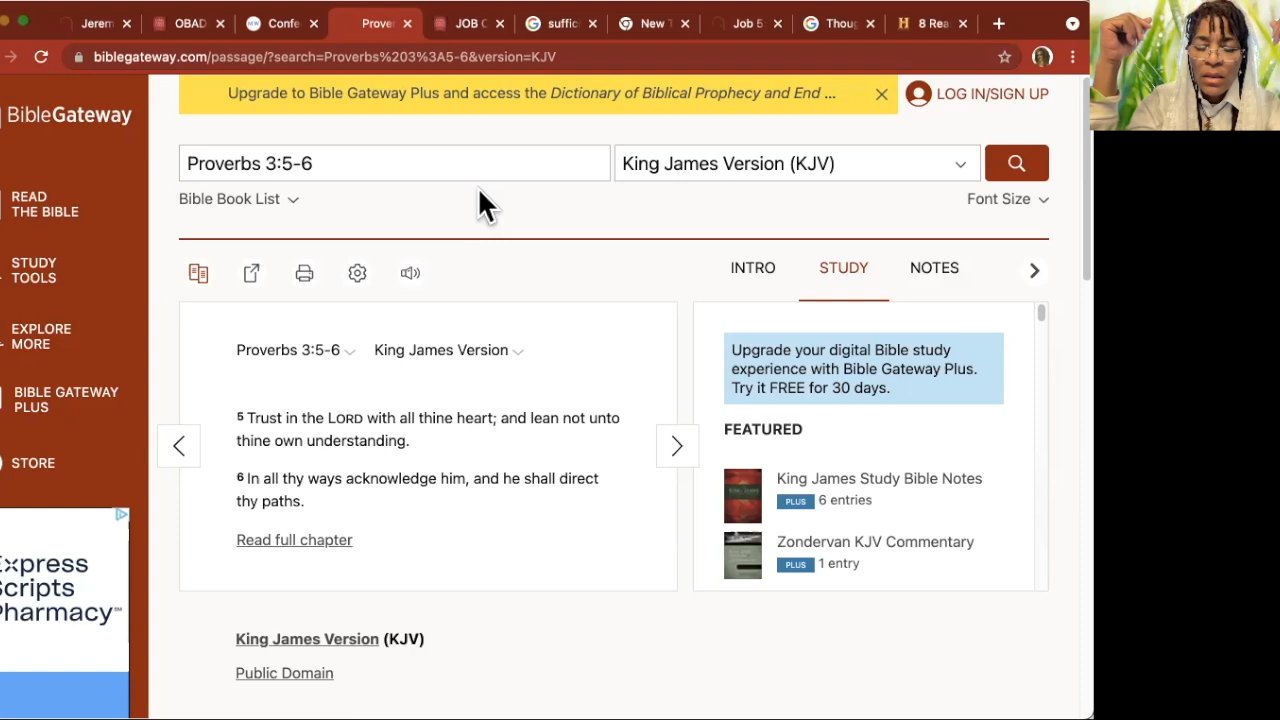 Jerem
OBAD
Confe
Prover
JOB C
suffic
New T
Job 5
Thoug
8 Rea
biblegateway.com/passage/?search=Proverbs%203%3A5-6&version=KJV
Upgrade to Bible Gateway Plus and access the Dictionary of Biblical Prophecy and End ...
LOG IN/SIGN UP
BibleGateway
Proverbs 3:5-6
King James Version (KJV)
Bible Book List
Font Size
READ
THE BIBLE
STUDY
TOOLS
EXPLORE
MORE
BIBLE GATEWAY
PLUS
STORE
INTRO
STUDY
NOTES
Proverbs 3:5-6
King James Version
5 Trust in the LORD with all thine heart; and lean not unto
thine own understanding.
6 In all thy ways acknowledge him, and he shall direct
thy paths.
Read full chapter
Upgrade your digital Bible study
experience with Bible Gateway Plus.
Try it FREE for 30 days.
FEATURED
King James Study Bible Notes
PLUS 6 entries
Zondervan KJV Commentary
PLUS 1 entry
Express
Scripts
Pharmacy℠
King James Version (KJV)
Public Domain